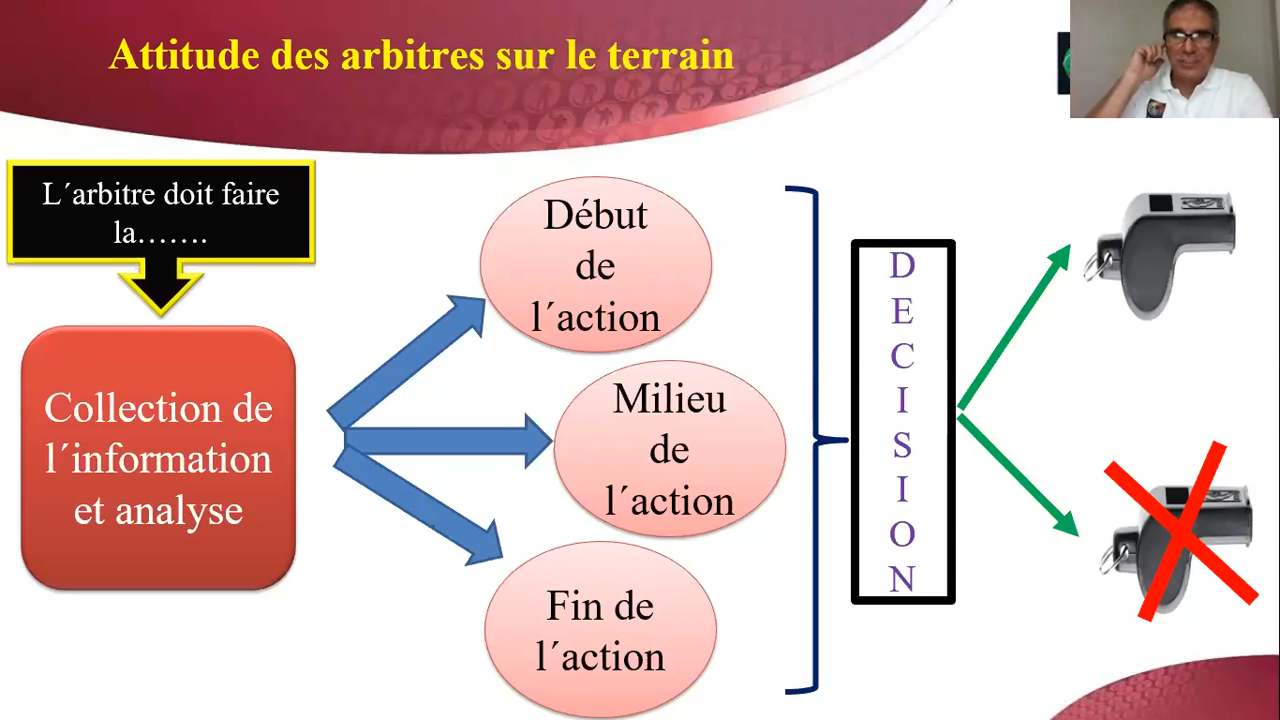 Attitude des arbitres sur le terrain
L´arbitre doit faire
la.......
Collection de
l´information
et analyse
Début
de
l´action
Milieu
de
l´action
Fin de
l´action
D
E
C
I
S
I
O
N